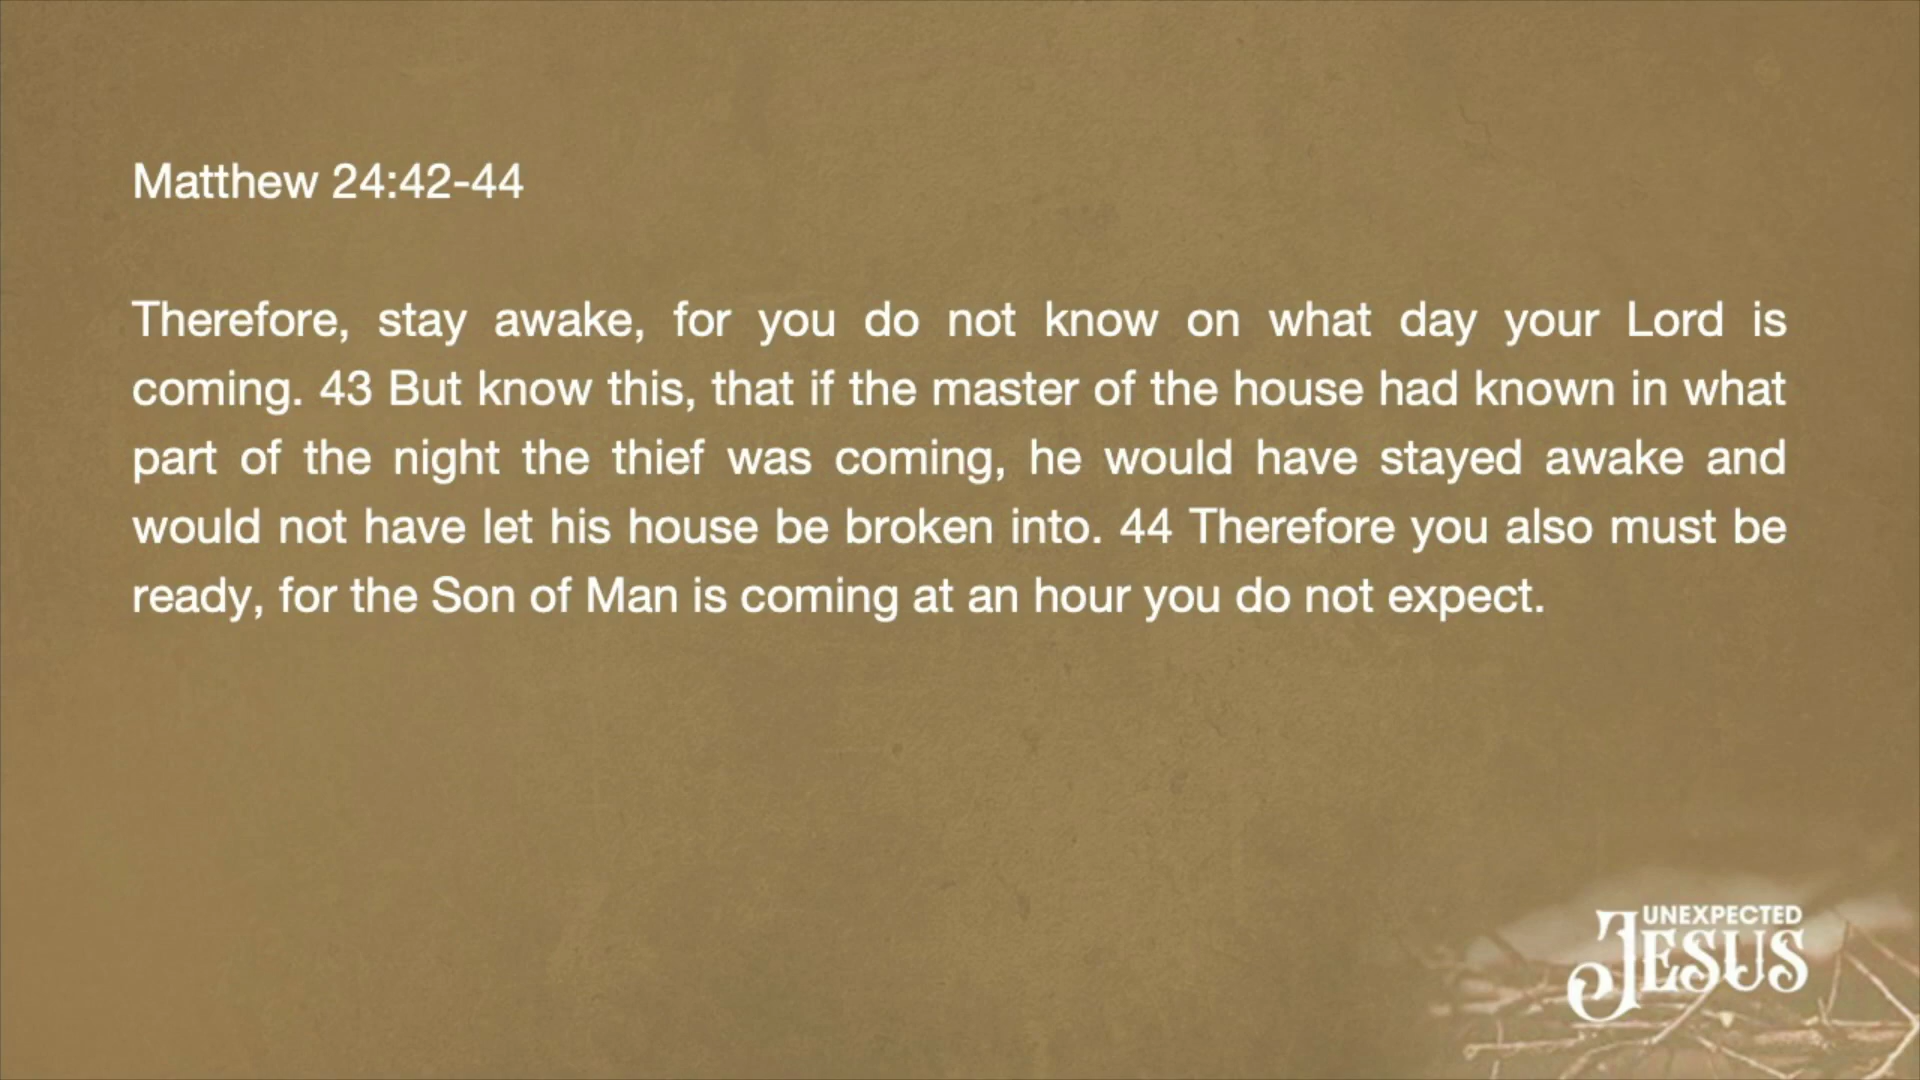 Matthew 24:42-44
Therefore, stay awake, for you do not know on what day your Lord is
coming. 43 But know this, that if the master of the house had known in what
part of the night the thief was coming, he would have stayed awake and
would not have let his house be broken into. 44 Therefore you also must be
ready, for the Son of Man is coming at an hour you do not expect.
UNEXPECTED
JESUS